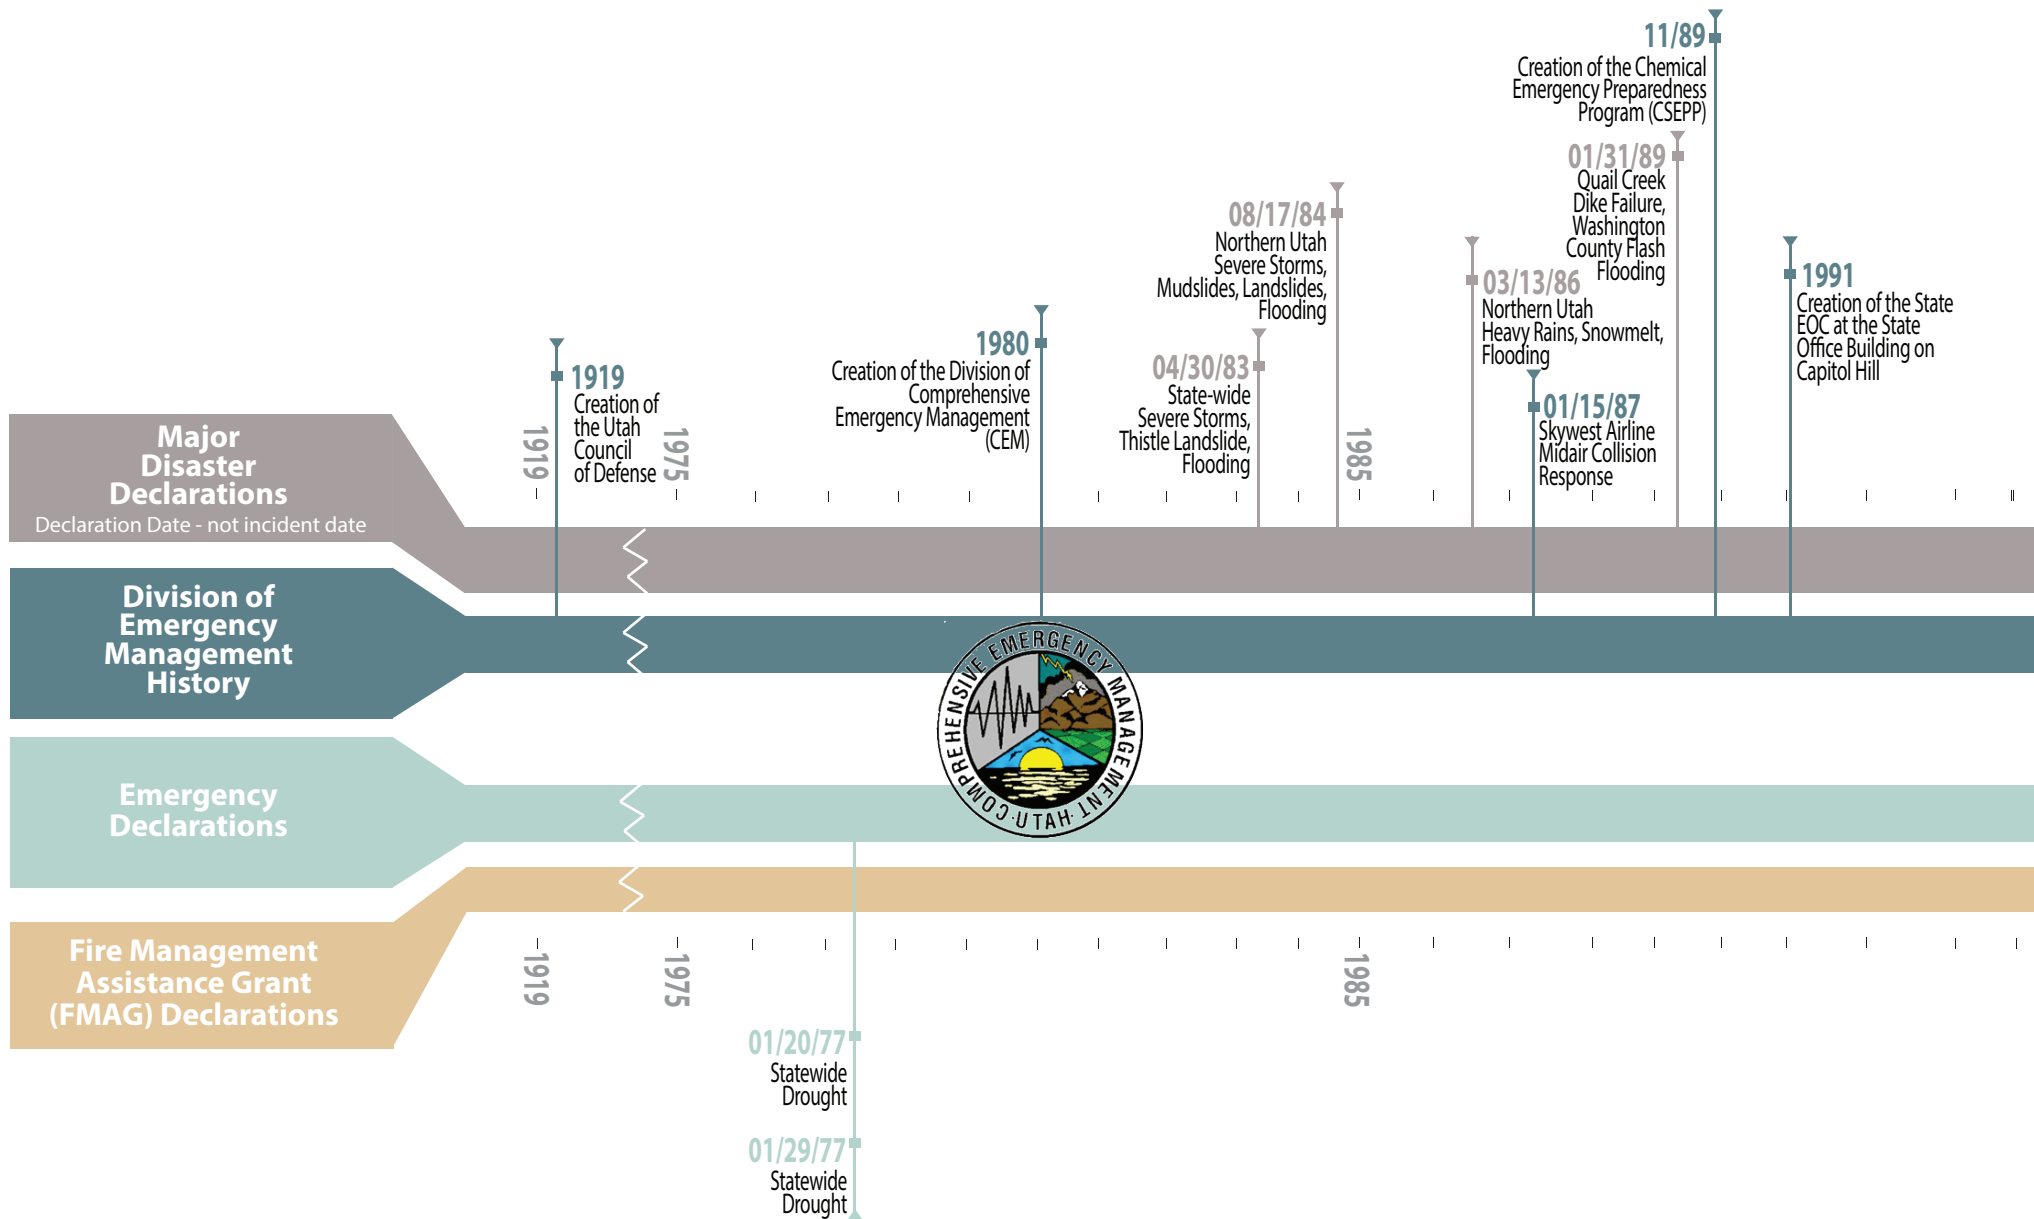 11/89
Creation of the Chemical
Emergency Preparedness
Program (CSEPP)
01/31/89
Quail Creek
Dike Failure,
Washington
County Flash
Flooding
08/17/84
Northern Utah
Severe Storms,
Mudslides, Landslides,
Flooding
03/13/86
Northern Utah
Heavy Rains, Snowmelt,
Flooding
1991
Creation of the State
EOC at the State
Office Building on
Capitol Hill
1980
Creation of the Division of
Comprehensive
Emergency Management
(CEM)
04/30/83
State-wide
Severe Storms,
Thistle Landslide,
Flooding
1919
Creation of
the Utah
Council
of Defense
01/15/87
Skywest Airline
Midair Collision
Response
1919
1975
1985
Major
Disaster
Declarations
Declaration Date - not incident date
Division of
Emergency
Management
History
COMPREHENSIVE EMERGENCY MANAGEMENT
·UTAH·
Emergency
Declarations
Fire Management
Assistance Grant
(FMAG) Declarations
1919
1975
1985
01/20/77
Statewide
Drought
01/29/77
Statewide
Drought